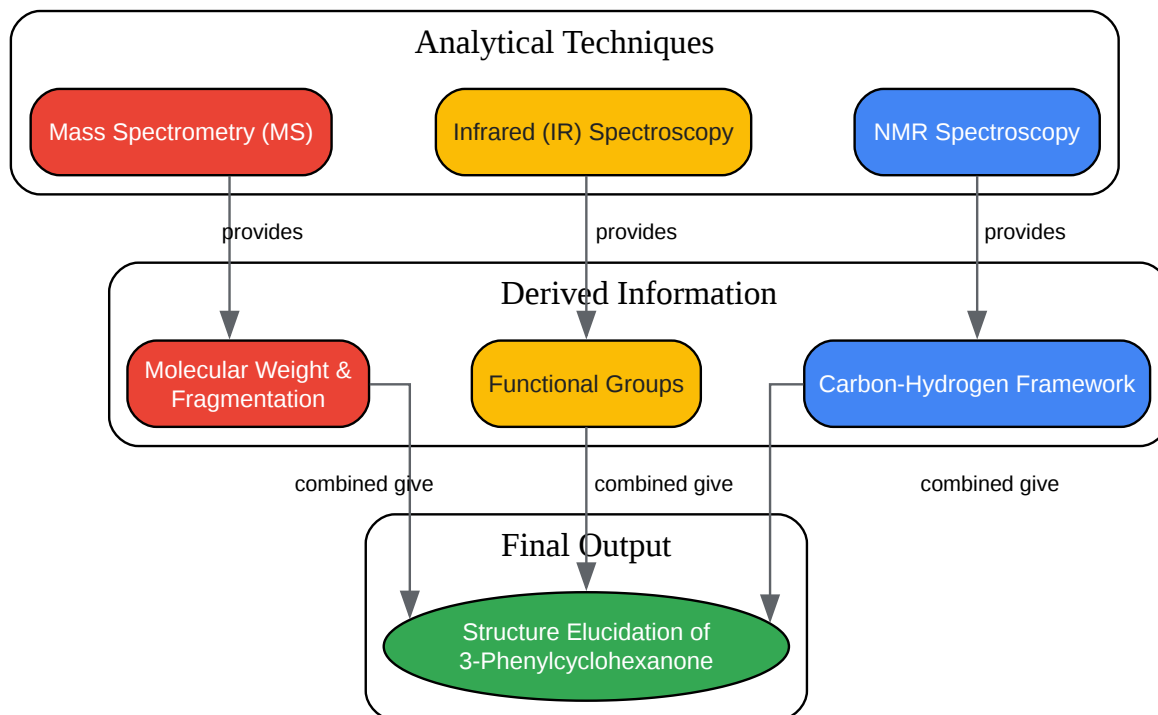 Analytical Techniques
Mass Spectrometry (MS)
Infrared (IR) Spectroscopy
NMR Spectroscopy
provides
provides
provides
Derived Information
Molecular Weight &
Fragmentation
Functional Groups
Carbon-Hydrogen Framework
combined give
combined give
combined give
Final Output
Structure Elucidation of
3-Phenylcyclohexanone